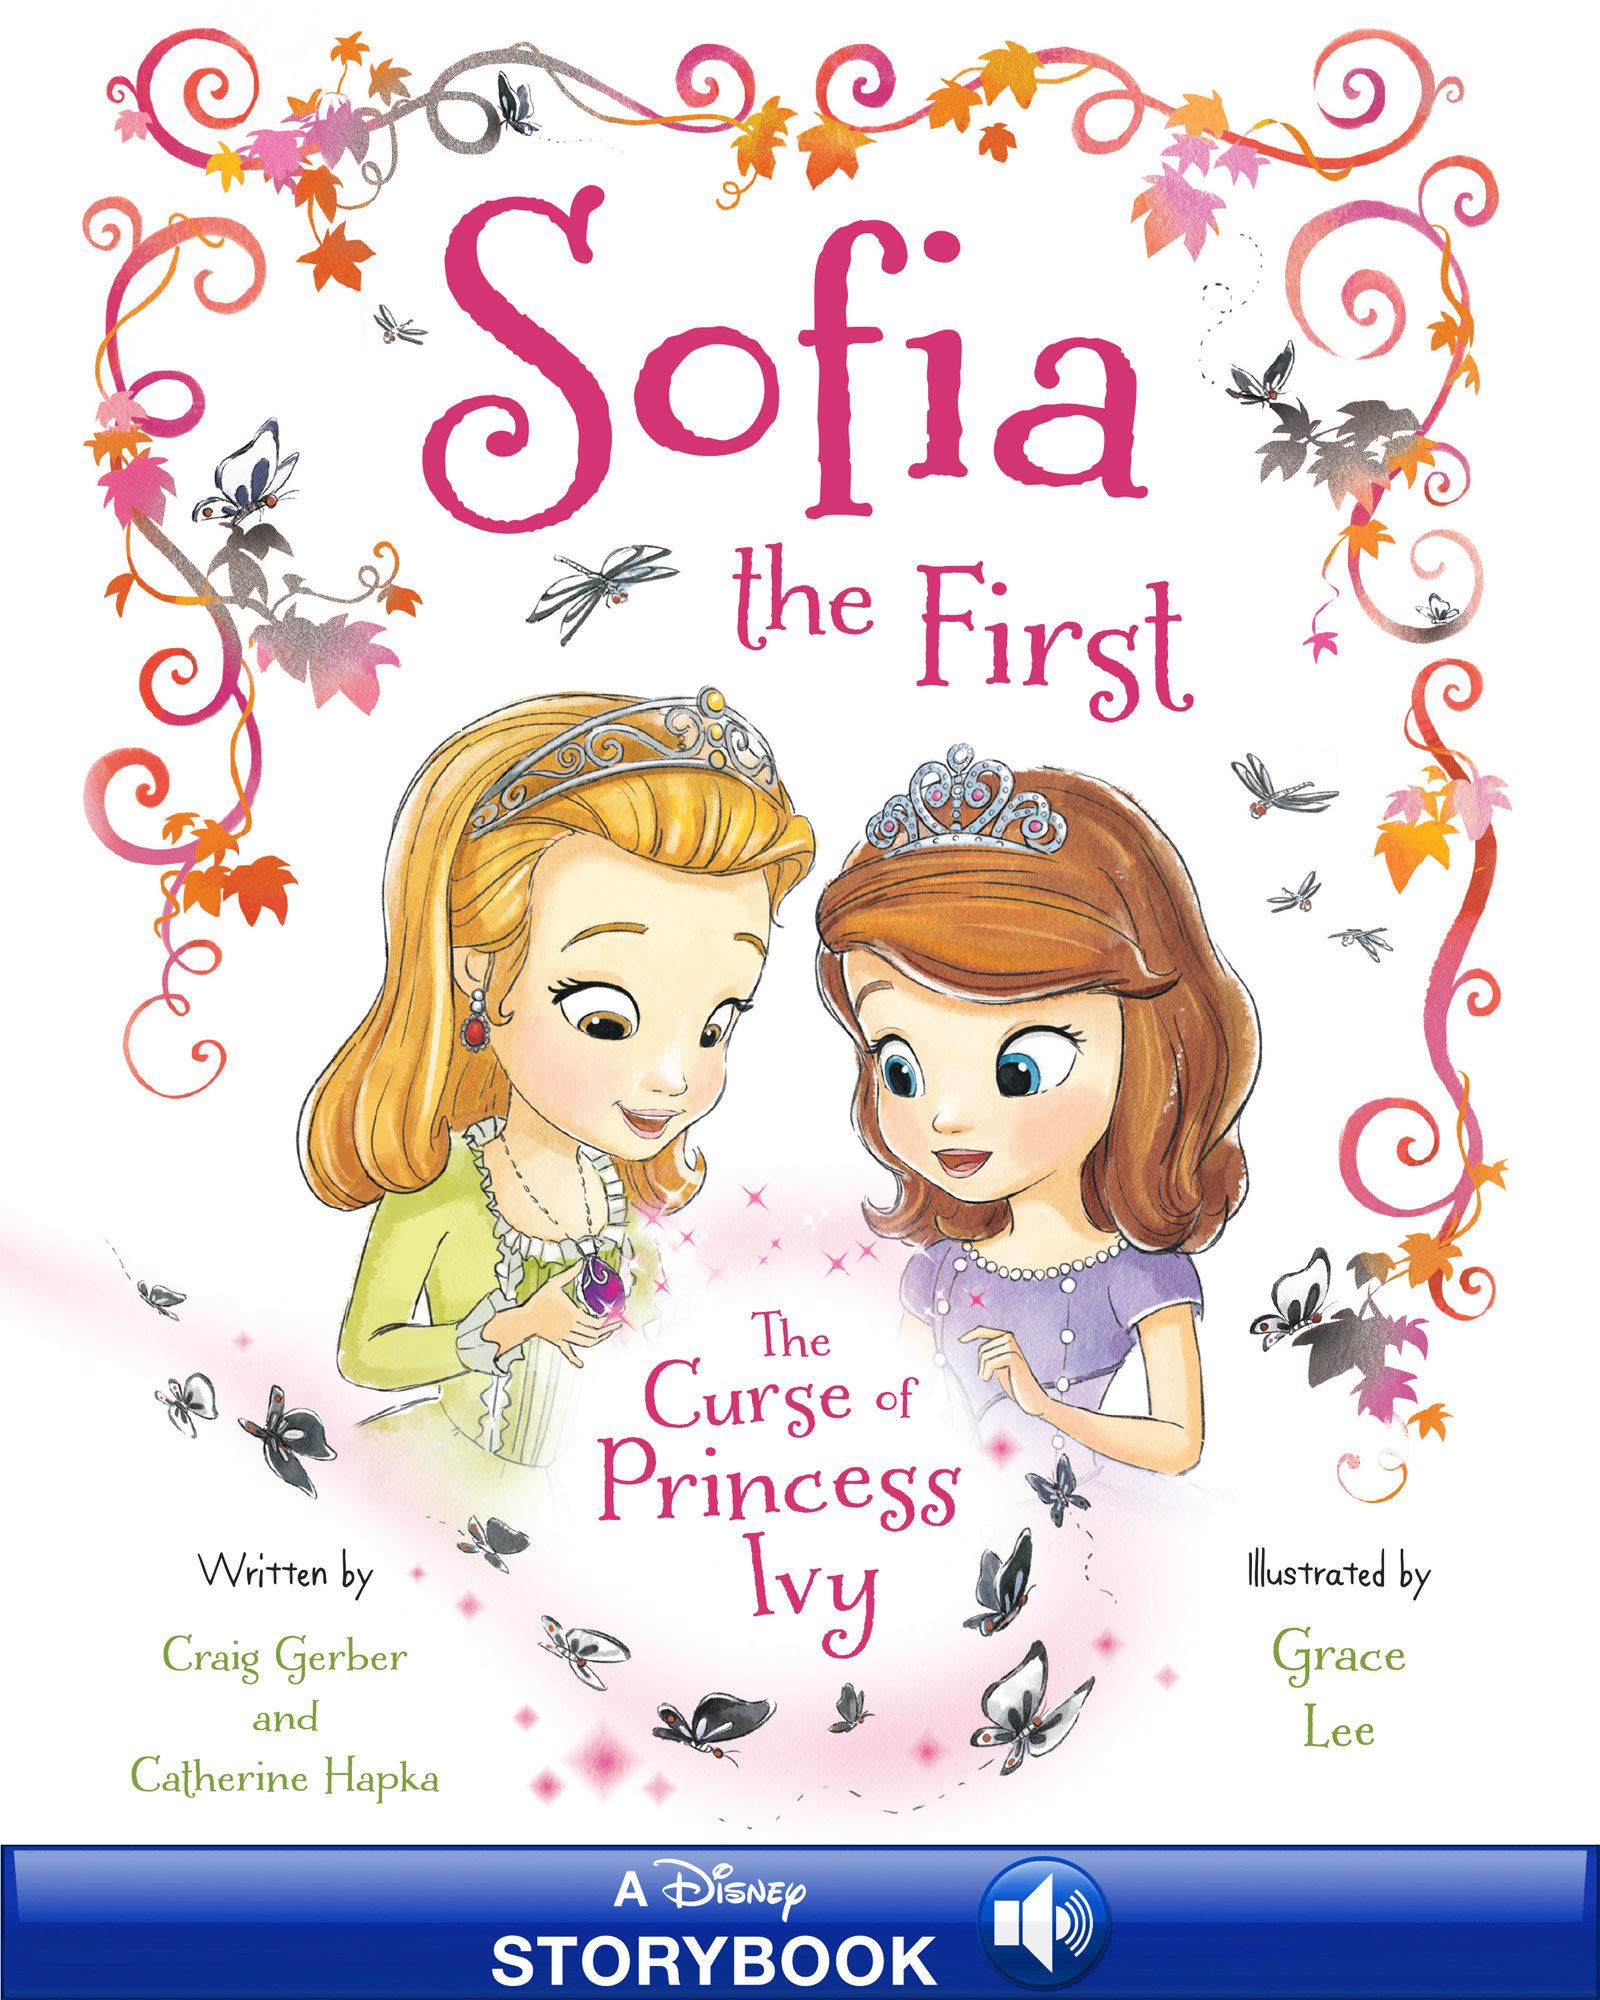 Sofia
the First
The
Curse of
Princess
Ivy
Written by
Craig Gerber
and
Catherine Hapka
Illustrated by
Grace
Lee
A Disney
STORYBOOK